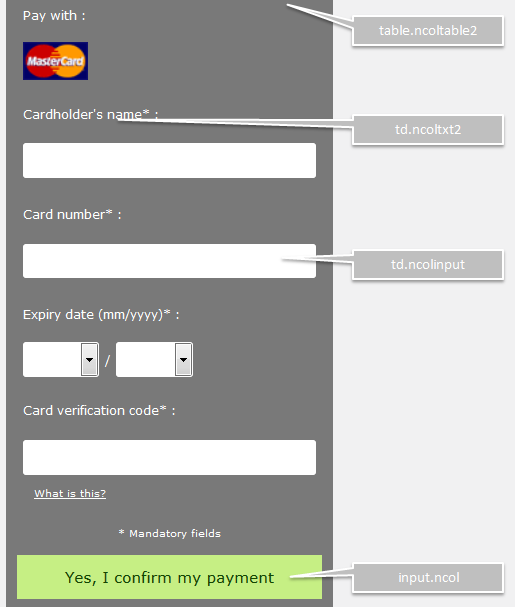 Pay with :
table.ncoltable2
MasterCard
Cardholder's name* :
td.ncoltxt2
Card number* :
td.ncolinput
Expiry date (mm/yyyy)* :
/
Card verification code* :
What is this?
* Mandatory fields
Yes, I confirm my payment
input.ncol